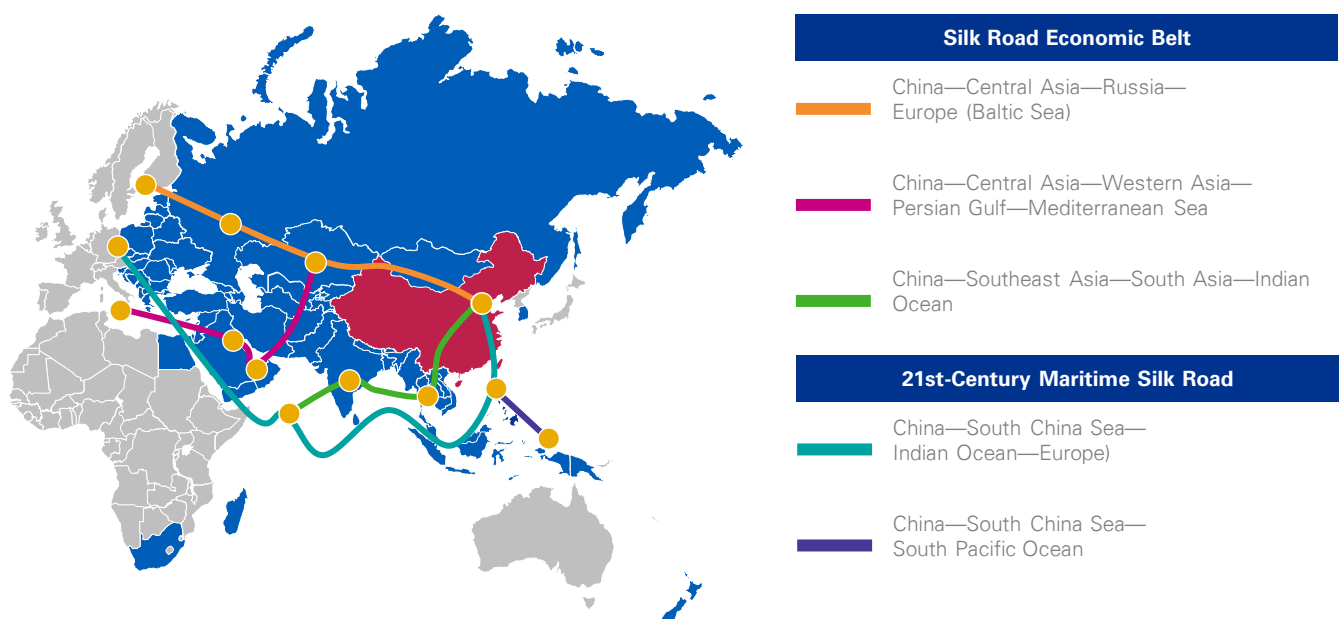 Silk Road Economic Belt
China—Central Asia—Russia—
Europe (Baltic Sea)
China—Central Asia—Western Asia—
Persian Gulf—Mediterranean Sea
China—Southeast Asia—South Asia—Indian
Ocean
21st-Century Maritime Silk Road
China—South China Sea—
Indian Ocean—Europe)
China—South China Sea—
South Pacific Ocean